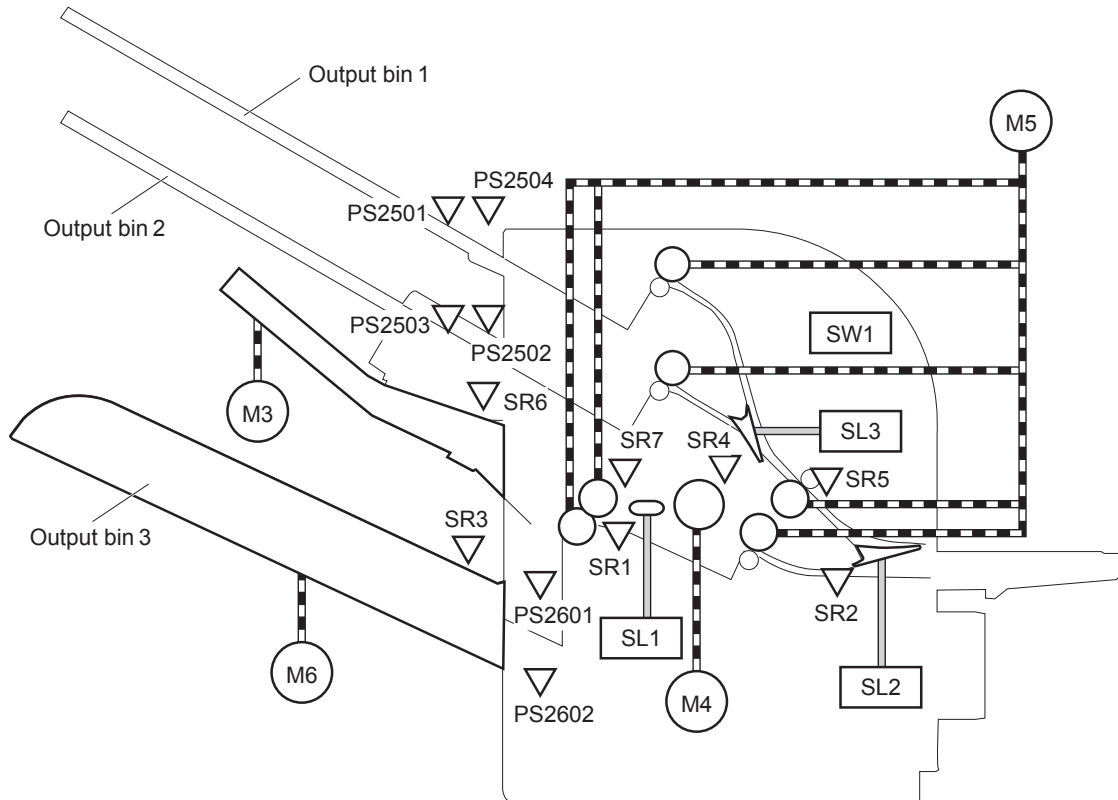 Output bin 1
M5
PS2504
PS2501
Output bin 2
PS2503
PS2502
SW1
SR6
M3
SR7
SR4
SL3
SR5
Output bin 3
SR3
SR1
PS2601
SR2
SL1
M6
SL2
M4
PS2602